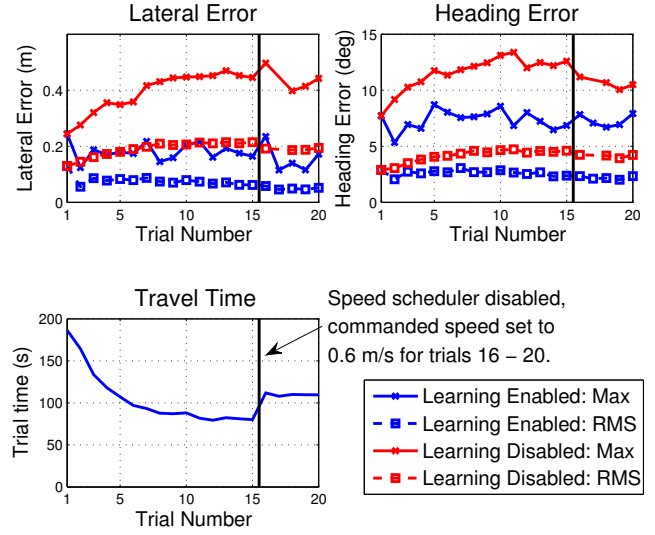 Lateral Error
Heading Error
Lateral Error (m)
0.4
0.2
0
1 5 10 15 20
Trial Number
Heading Error (deg)
15
10
5
0
1 5 10 15 20
Trial Number
Travel Time
Trial time (s)
200
150
100
50
0
1 5 10 15 20
Trial Number
Speed scheduler disabled,
commanded speed set to
0.6 m/s for trials 16 − 20.
Learning Enabled: Max
Learning Enabled: RMS
Learning Disabled: Max
Learning Disabled: RMS